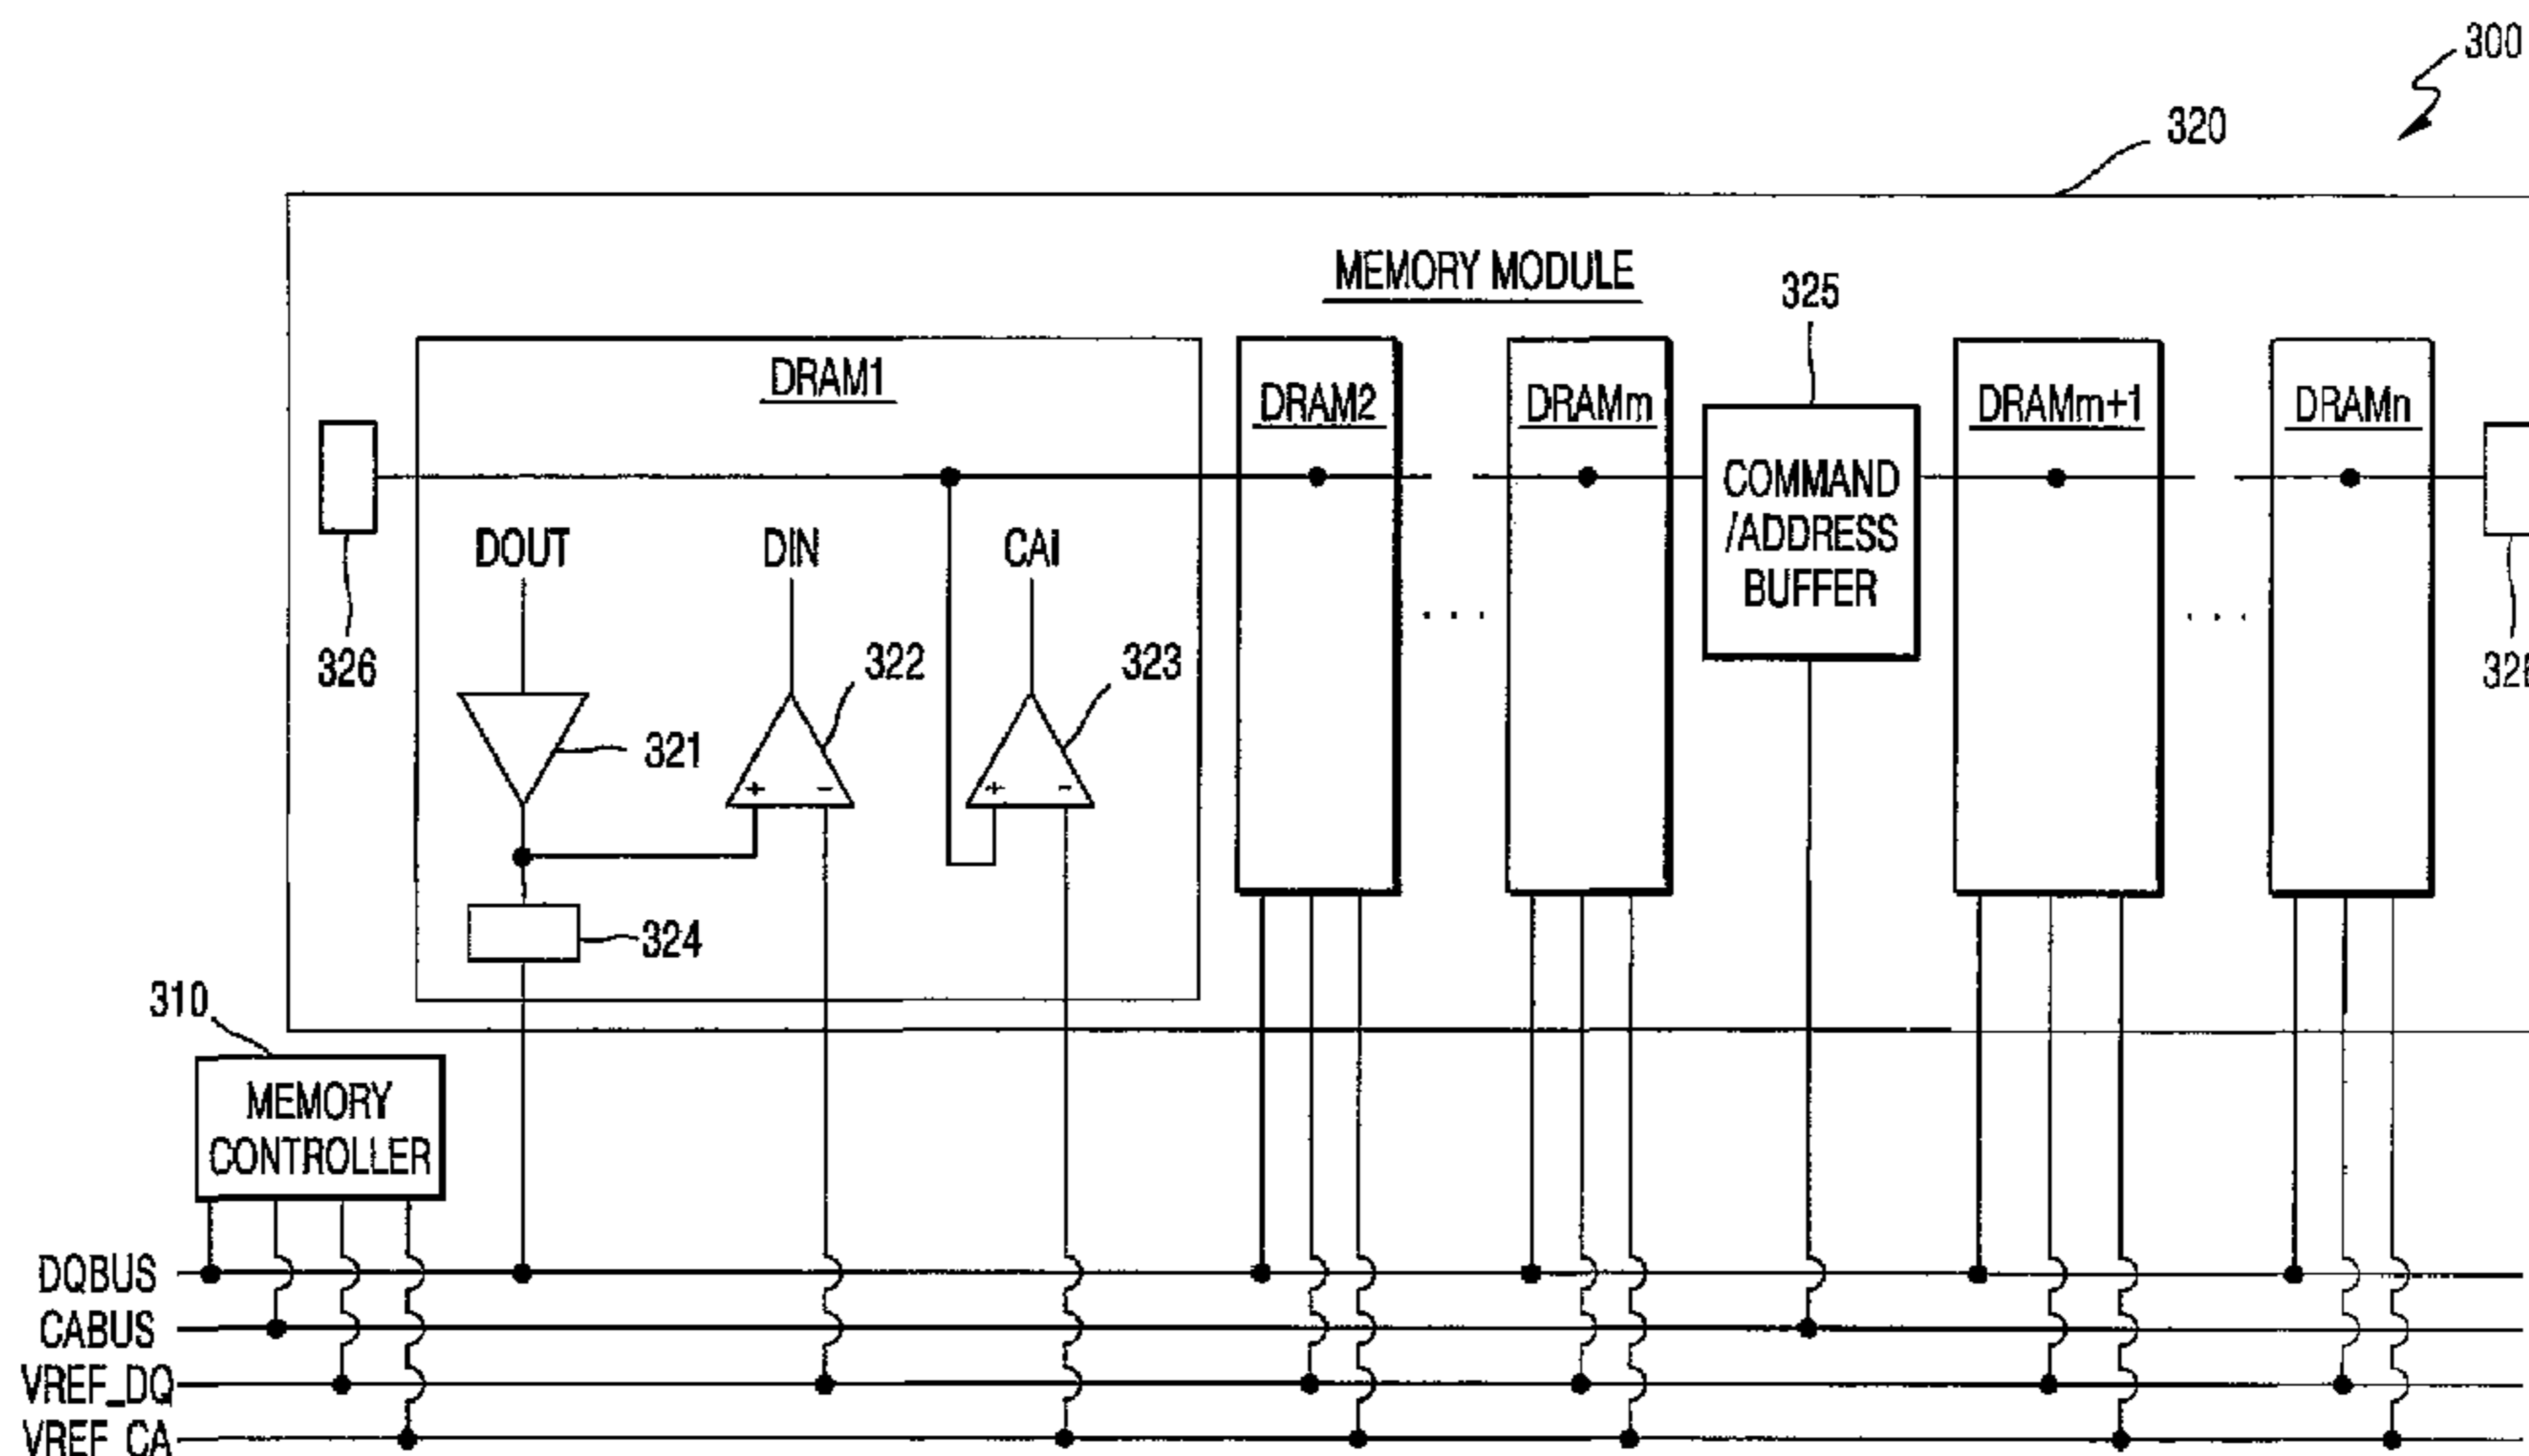 300
320
MEMORY MODULE
325
DRAM1
DRAM2
DRAMm
DRAMm+1
DRAMn
COMMAND
/ADDRESS
BUFFER
DOUT
DIN
CAi
326
322
323
321
+ -
+ -
324
310
MEMORY
CONTROLLER
DQBUS
CABUS
VREF_DQ
VREF_CA